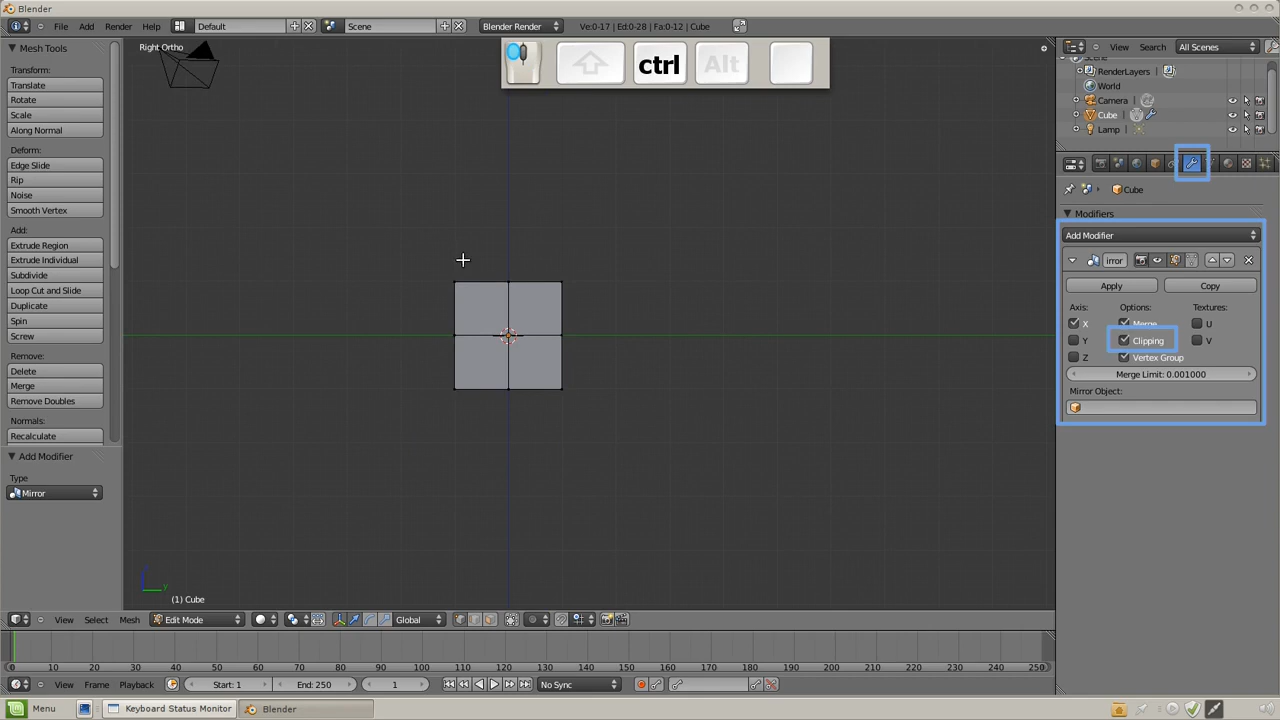 Blender
File Add Render Help Default Scene Blender Render Ve:0-17 | Ed:0-28 | Fa:0-12 | Cube
Mesh Tools
Transform:
Translate
Rotate
Scale
Along Normal
Deform:
Edge Slide
Rip
Noise
Smooth Vertex
Add:
Extrude Region
Extrude Individual
Subdivide
Loop Cut and Slide
Duplicate
Spin
Screw
Remove:
Delete
Merge
Remove Doubles
Normals:
Recalculate
Add Modifier
Type
Mirror
Right Ortho
ctrl Alt
y
(1) Cube
View Search All Scenes
Scene
RenderLayers |
World
Camera |
Cube |
Lamp |
Cube
Modifiers
Add Modifier
irror
Apply Copy
Axis: Options: Textures:
X Merge U
Y Clipping V
Z Vertex Group
Merge Limit: 0.001000
Mirror Object:
View Select Mesh Edit Mode Global
0 10 20 30 40 50 60 70 80 90 100 110 120 130 140 150 160 170 180 190 200 210 220 230 240 250
View Frame Playback Start: 1 End: 250 1 No Sync
Menu Keyboard Status Monitor Blender